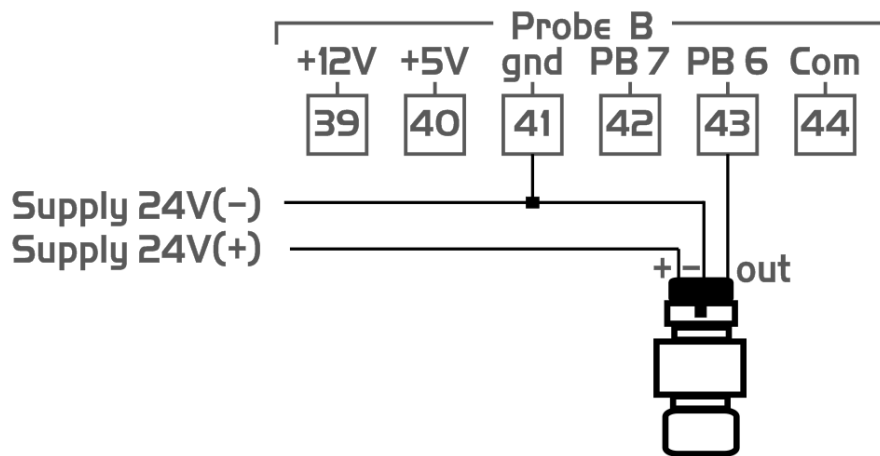 Probe B
+12V +5V gnd PB 7 PB 6 Com
39 40 41 42 43 44
Supply 24V(-)
Supply 24V(+)
+ - out